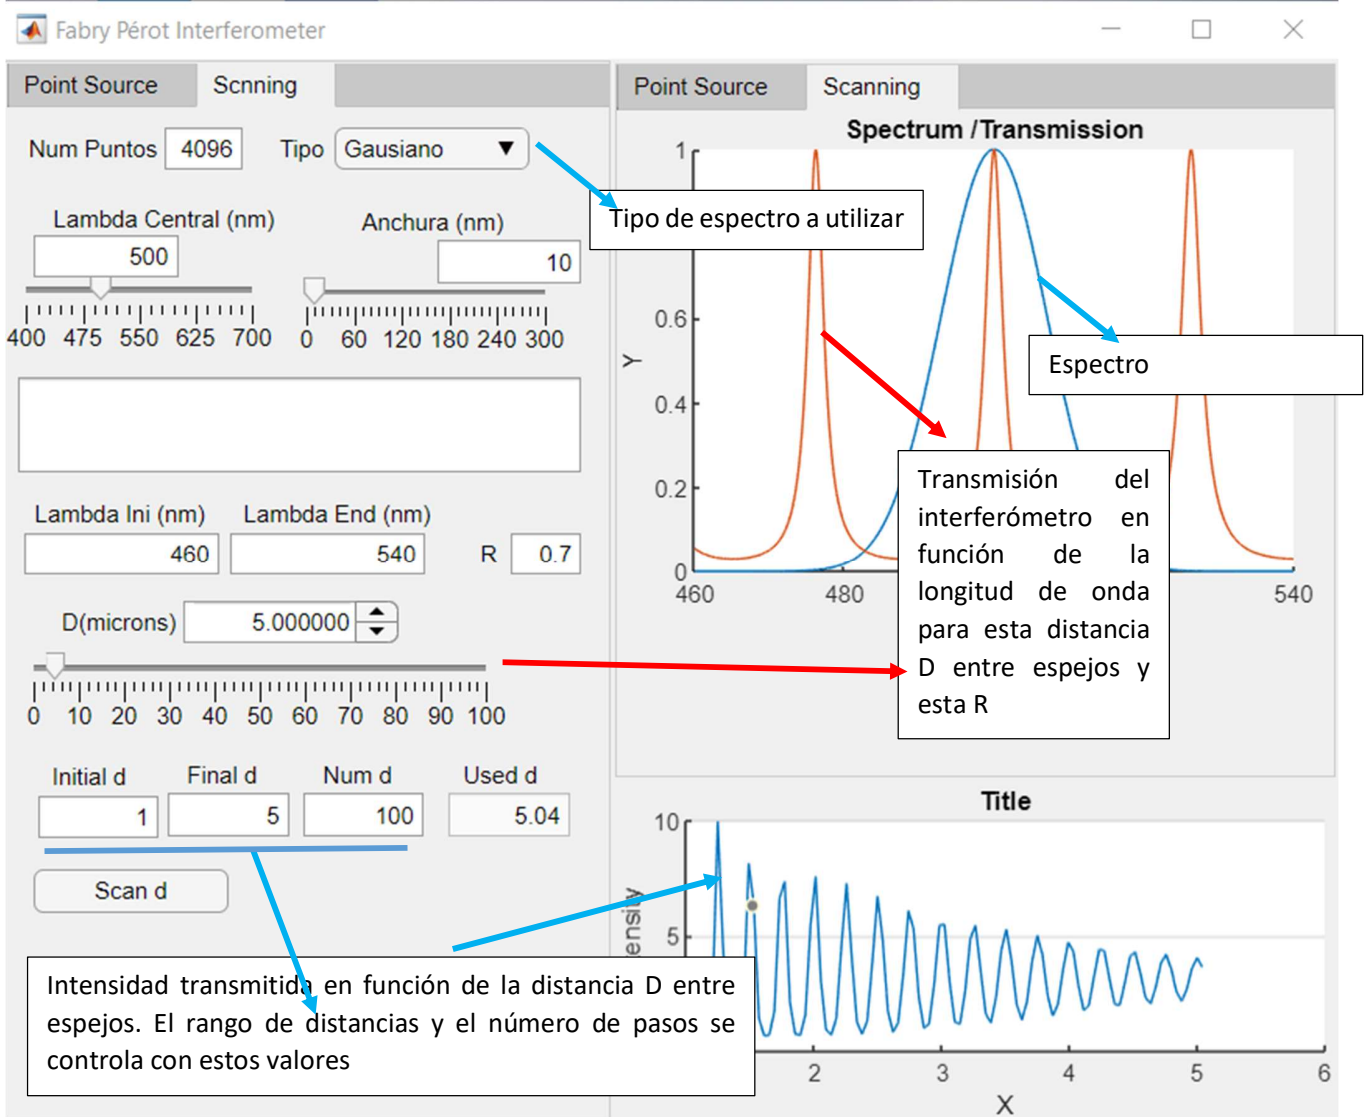 Fabry Pérot Interferometer
Point Source Scnning
Num Puntos 4096 Tipo Gausiano
Lambda Central (nm) Anchura (nm)
500 10
400 475 550 625 700 0 60 120 180 240 300
Lambda Ini (nm) Lambda End (nm)
460 540 R 0.7
D(microns) 5.000000
0 10 20 30 40 50 60 70 80 90 100
Initial d Final d Num d Used d
1 5 100 5.04
Scan d
Point Source Scanning
Spectrum /Transmission
1
Tipo de espectro a utilizar
0.6
Y
Espectro
0.4
0.2
0
460 480 540
Transmisión del
interferómetro en
función de la
longitud de onda
para esta distancia
D entre espejos y
esta R
Title
10
5
tensity
2 3 4 5 6
X
Intensidad transmitida en función de la distancia D entre
espejos. El rango de distancias y el número de pasos se
controla con estos valores